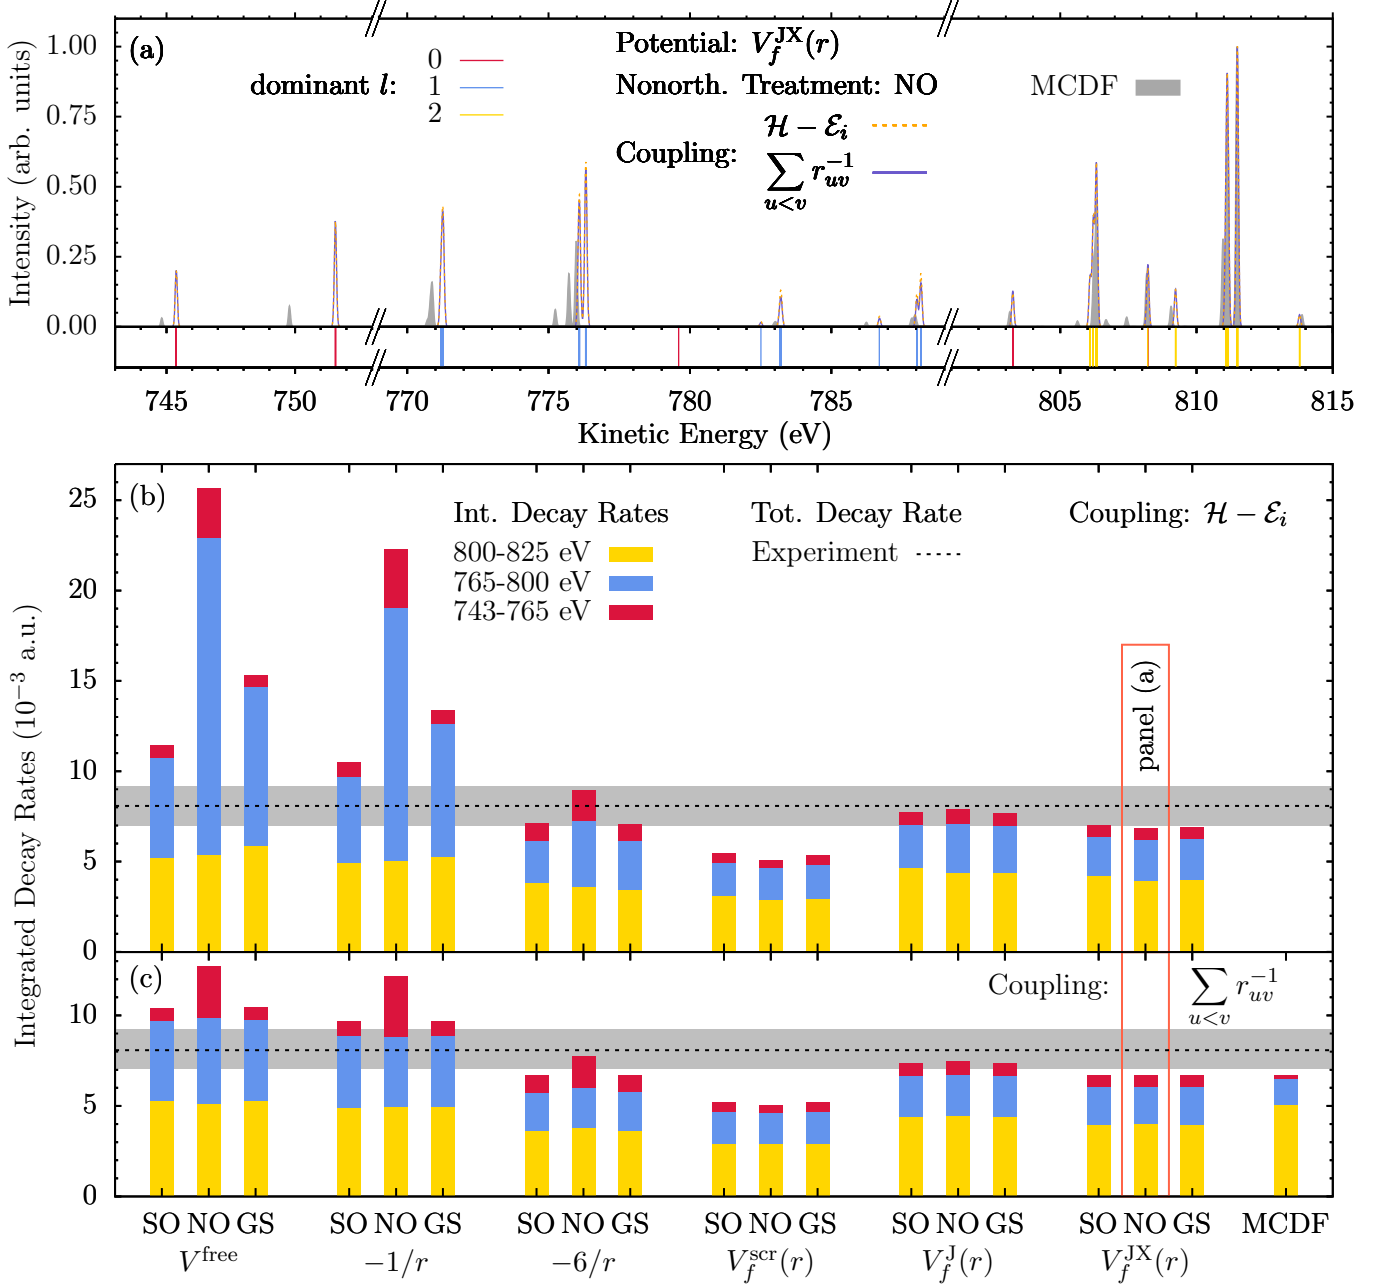 (a)
Potential: V_f^JX(r)
dominant l:
0
1
2
Nonorth. Treatment: NO
Coupling:
ℋ − ℰ_i
∑_{u<v} r_{uv}^{-1}
MCDF
Intensity (arb. units)
1.00
0.75
0.50
0.25
0.00
745 750 770 775 780 785 805 810 815
Kinetic Energy (eV)
Integrated Decay Rates (10^{-3} a.u.)
(b)
Int. Decay Rates
800-825 eV
765-800 eV
743-765 eV
Tot. Decay Rate
Experiment
Coupling: ℋ − ℰ_i
panel (a)
25
20
15
10
5
0
(c)
Coupling: ∑_{u<v} r_{uv}^{-1}
10
5
0
SO NO GS SO NO GS SO NO GS SO NO GS SO NO GS SO NO GS MCDF
V^free −1/r −6/r V_f^scr(r) V_f^J(r) V_f^JX(r)